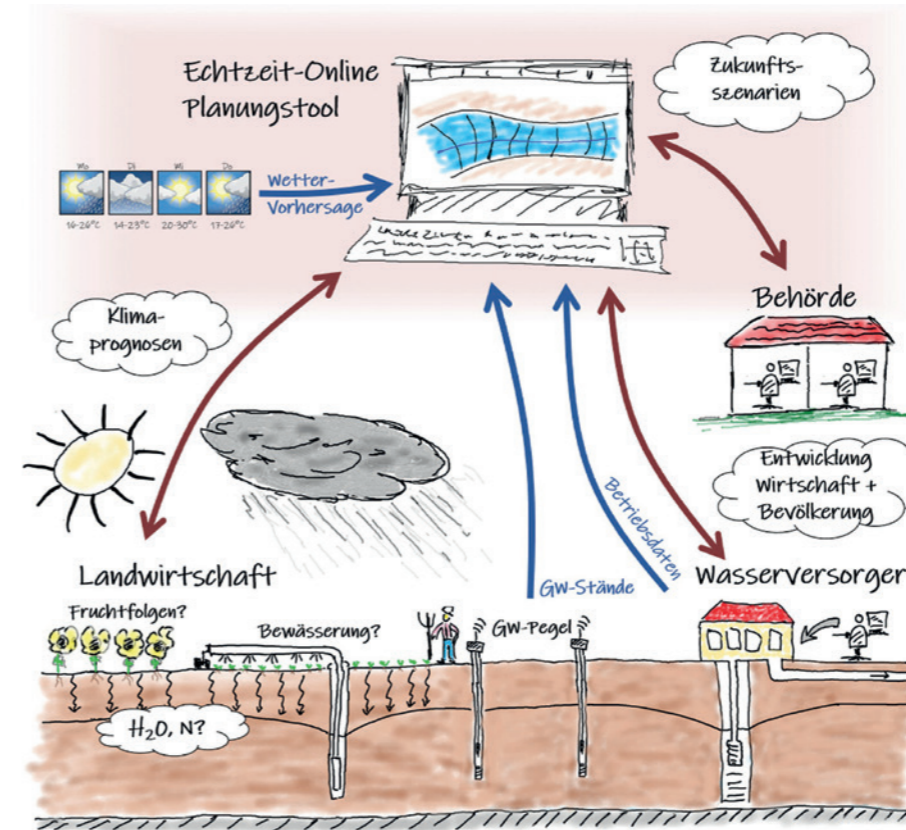 Echtzeit-Online
Planungstool
Zukunfts-
szenarien
Mo Di Mi Do
16-26°C 14-23°C 20-30°C 17-26°C
Wetter-
Vorhersage
Klima-
prognosen
Behörde
Entwicklung
Wirtschaft +
Bevölkerung
Betriebsdaten
GW-Stände
Landwirtschaft
Wasserversorger
Fruchtfolgen?
Bewässerung?
GW-Pegel
H₂O, N?